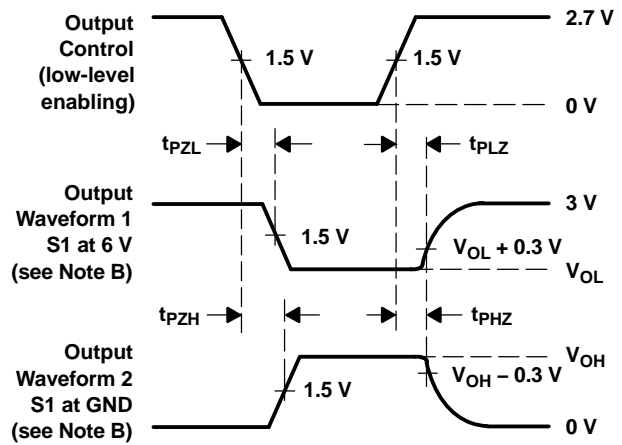 Output
Control
(low-level
enabling)
1.5 V
1.5 V
2.7 V
0 V
tPZL
tPLZ
Output
Waveform 1
S1 at 6 V
(see Note B)
1.5 V
3 V
VOL + 0.3 V
VOL
tPZH
tPHZ
Output
Waveform 2
S1 at GND
(see Note B)
1.5 V
VOH
VOH − 0.3 V
0 V